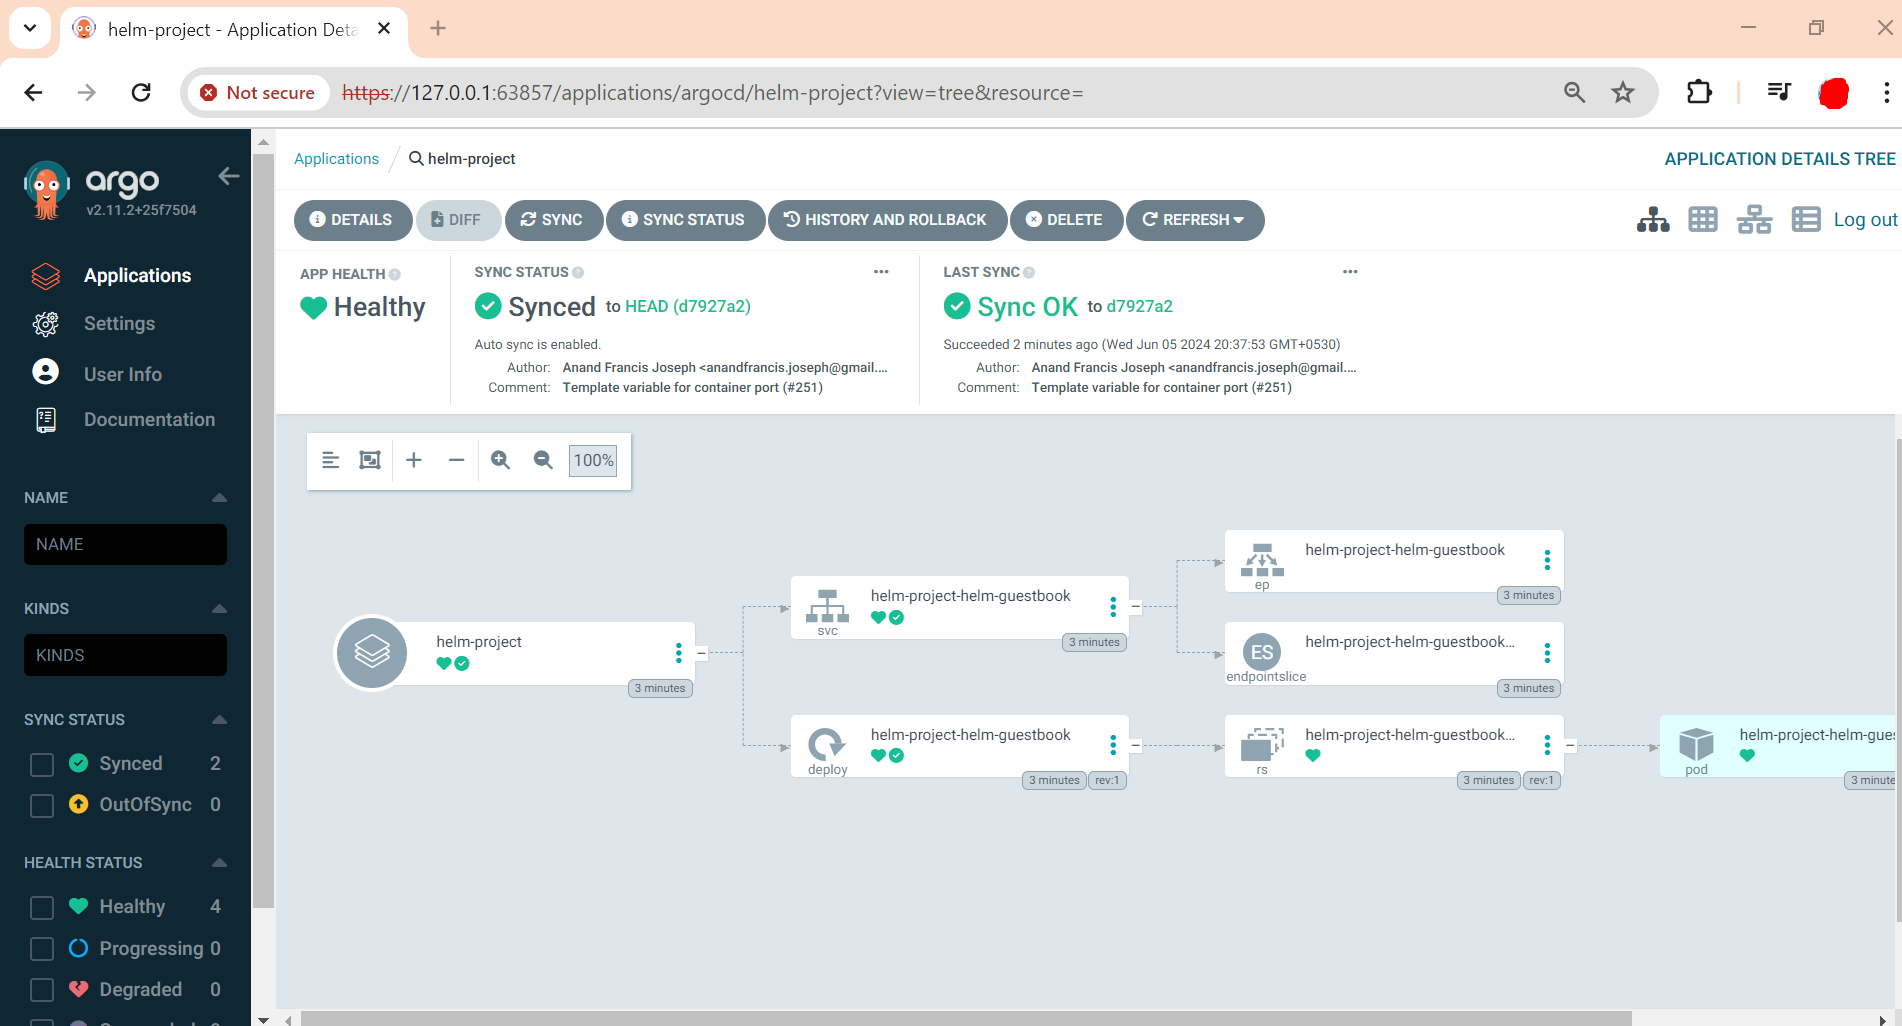 helm-project - Application Deta
Not secure
https://127.0.0.1:63857/applications/argocd/helm-project?view=tree&resource=
argo
v2.11.2+25f7504
Applications
Settings
User Info
Documentation
NAME
NAME
KINDS
KINDS
SYNC STATUS
Synced 2
OutOfSync 0
HEALTH STATUS
Healthy 4
Progressing 0
Degraded 0
Applications / helm-project
APPLICATION DETAILS TREE
DETAILS DIFF SYNC SYNC STATUS HISTORY AND ROLLBACK DELETE REFRESH
Log out
APP HEALTH
Healthy
SYNC STATUS
Synced to HEAD (d7927a2)
Auto sync is enabled.
Author: Anand Francis Joseph <anandfrancis.joseph@gmail....
Comment: Template variable for container port (#251)
LAST SYNC
Sync OK to d7927a2
Succeeded 2 minutes ago (Wed Jun 05 2024 20:37:53 GMT+0530)
Author: Anand Francis Joseph <anandfrancis.joseph@gmail....
Comment: Template variable for container port (#251)
100%
helm-project
3 minutes
helm-project-helm-guestbook
svc
3 minutes
helm-project-helm-guestbook
deploy
3 minutes rev:1
helm-project-helm-guestbook
ep
3 minutes
ES
helm-project-helm-guestbook...
endpointslice
3 minutes
helm-project-helm-guestbook...
rs
3 minutes rev:1
helm-project-helm-gues
pod
3 minute